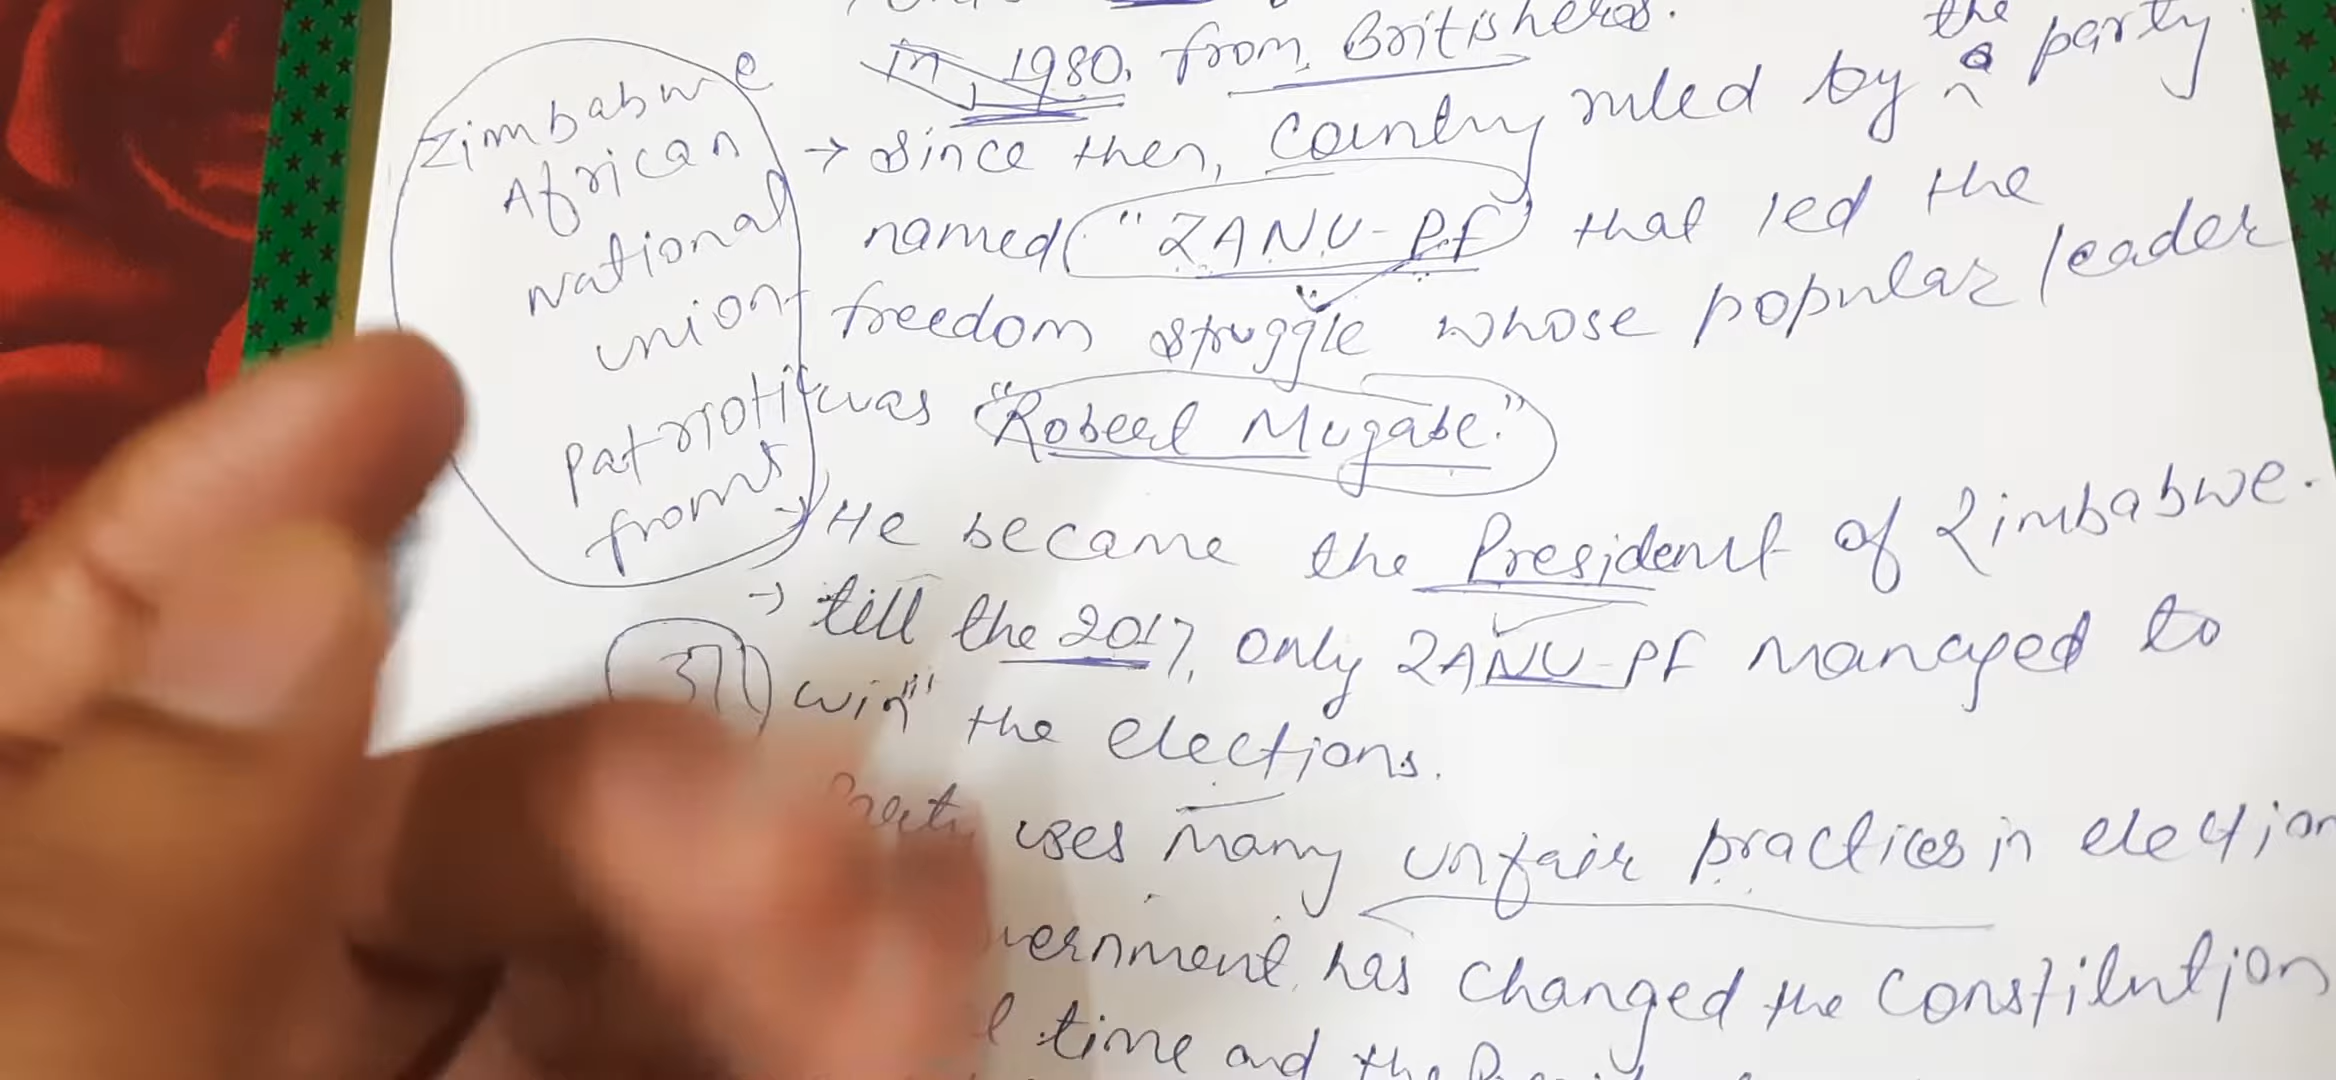 in 1980, from Britishers.
→ since then, Country ruled by the party
named "ZANU-PF" that led the
freedom struggle whose popular leader
was "Robert Mugabe."
→ He became the President of Zimbabwe.
→ till the 2017, only ZANU-PF managed to
win the elections.
Party uses many unfair practices in election
has changed the Constitution
time and the
Zimbabwe
African
National
union-
patrioti
37